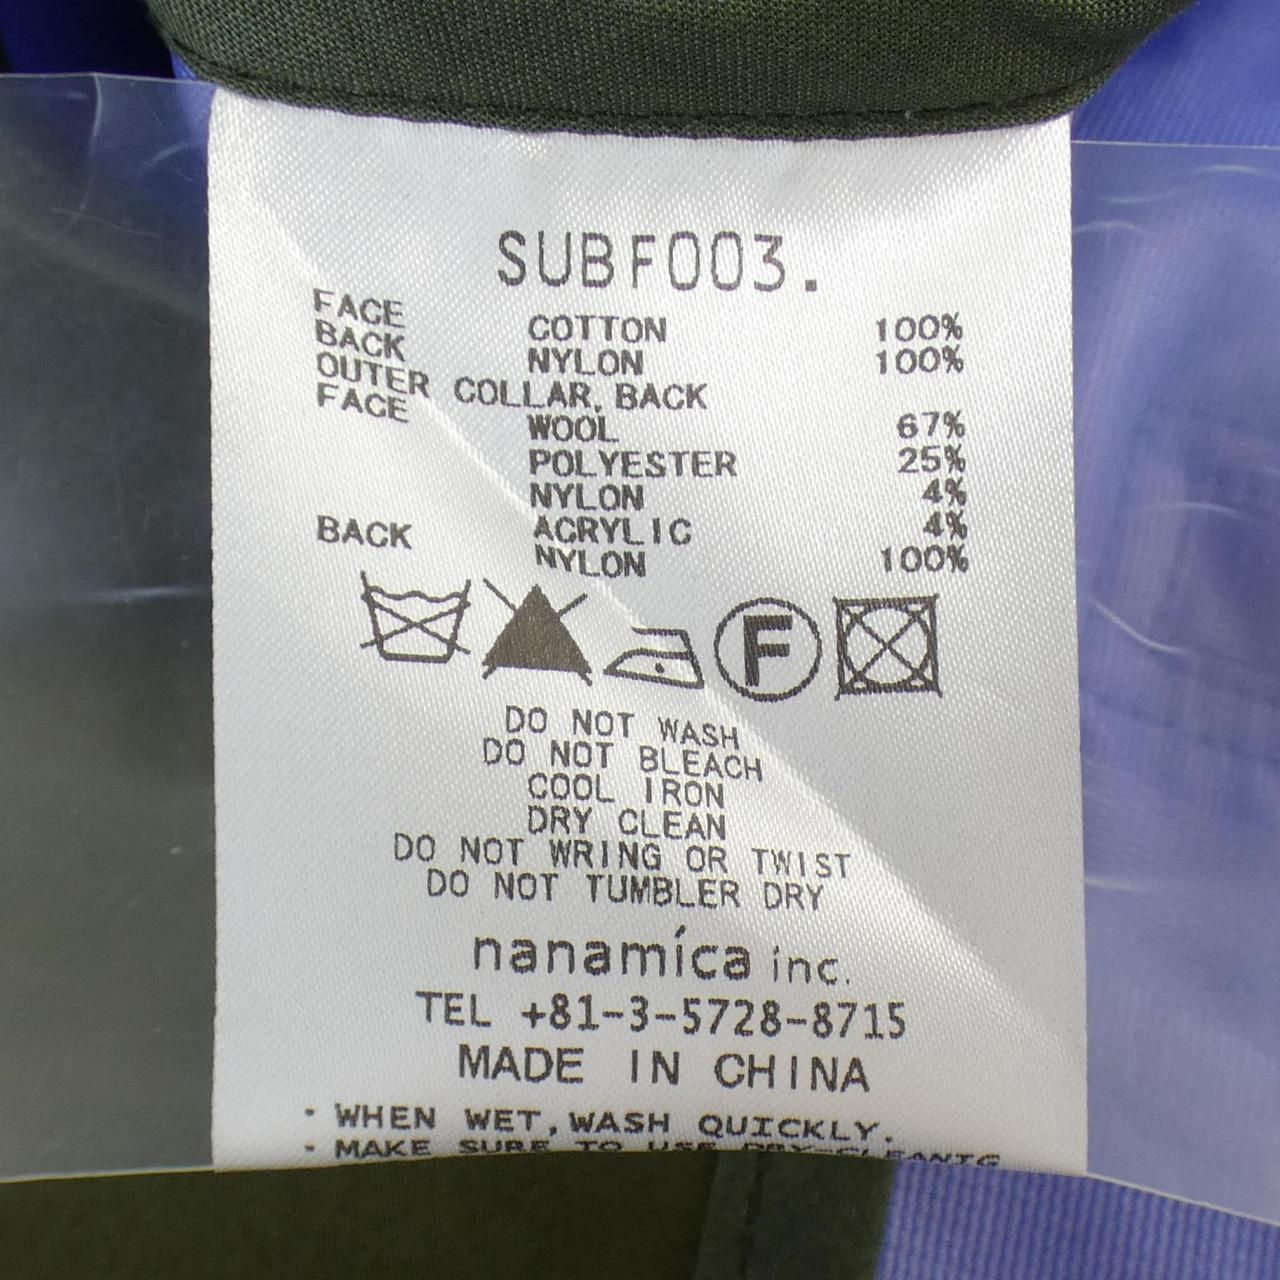 SUBF003.
FACE COTTON 100%
BACK NYLON 100%
OUTER COLLAR, BACK
FACE WOOL 67%
POLYESTER 25%
NYLON 4%
ACRYLIC 4%
BACK NYLON 100%
F
DO NOT WASH
DO NOT BLEACH
COOL IRON
DRY CLEAN
DO NOT WRING OR TWIST
DO NOT TUMBLER DRY
nanamíca inc.
TEL +81-3-5728-8715
MADE IN CHINA
・WHEN WET, WASH QUICKLY.
・MAKE SURE TO USE DRY-CLEANIG